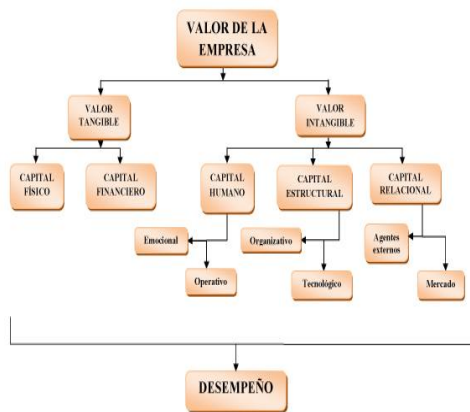 VALOR DE LA
EMPRESA
VALOR
TANGIBLE
VALOR
INTANGIBLE
CAPITAL
FÍSICO
CAPITAL
FINANCIERO
CAPITAL
HUMANO
CAPITAL
ESTRUCTURAL
CAPITAL
RELACIONAL
Emocional
Organizativo
Agentes
externos
Operativo
Tecnológico
Mercado
DESEMPEÑO